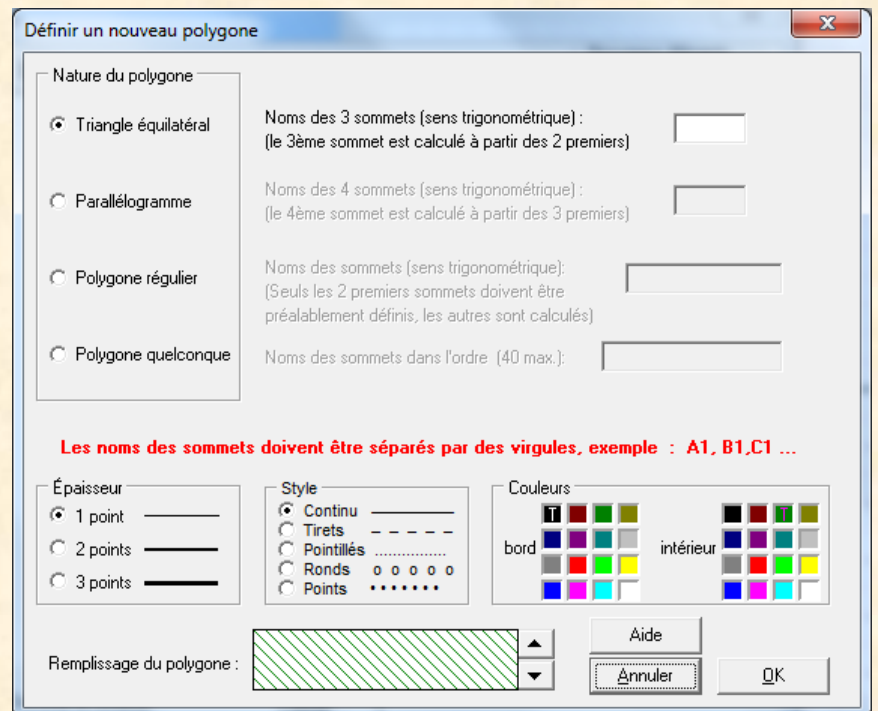 Définir un nouveau polygone
x
Nature du polygone
Triangle équilatéral
Noms des 3 sommets (sens trigonométrique) :
(le 3ème sommet est calculé à partir des 2 premiers)
Parallélogramme
Noms des 4 sommets (sens trigonométrique) :
(le 4ème sommet est calculé à partir des 3 premiers)
Polygone régulier
Noms des sommets (sens trigonométrique):
(Seuls les 2 premiers sommets doivent être
préalablement définis, les autres sont calculés)
Polygone quelconque
Noms des sommets dans l'ordre (40 max.):
Les noms des sommets doivent être séparés par des virgules, exemple : A1, B1,C1 ...
Épaisseur
1 point
2 points
3 points
Style
Continu
Tirets
Pointillés
Ronds o o o o o
Points
Couleurs
T
bord
T
intérieur
Remplissage du polygone :
Aide
Annuler
OK